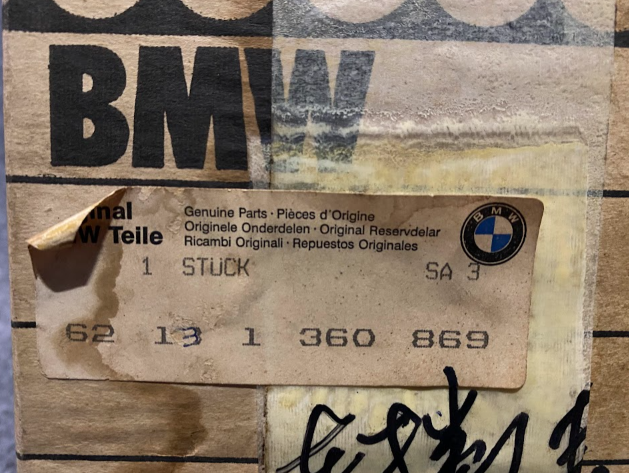 BMW
Genuine Parts · Pièces d'Origine
W Teile Originele Onderdelen · Original Reservdelar
Ricambi Originali · Repuestos Originales
BMW
1 STÜCK SA 3
62 13 1 360 869